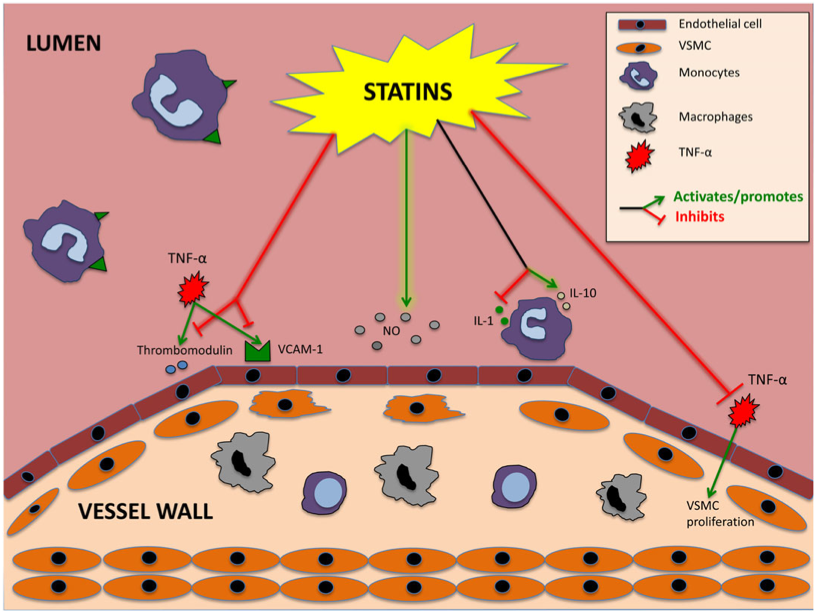 LUMEN
STATINS
Endothelial cell
VSMC
Monocytes
Macrophages
TNF-α
Activates/promotes
Inhibits
TNF-α
Thrombomodulin
VCAM-1
NO
IL-1
IL-10
TNF-α
VSMC
proliferation
VESSEL WALL